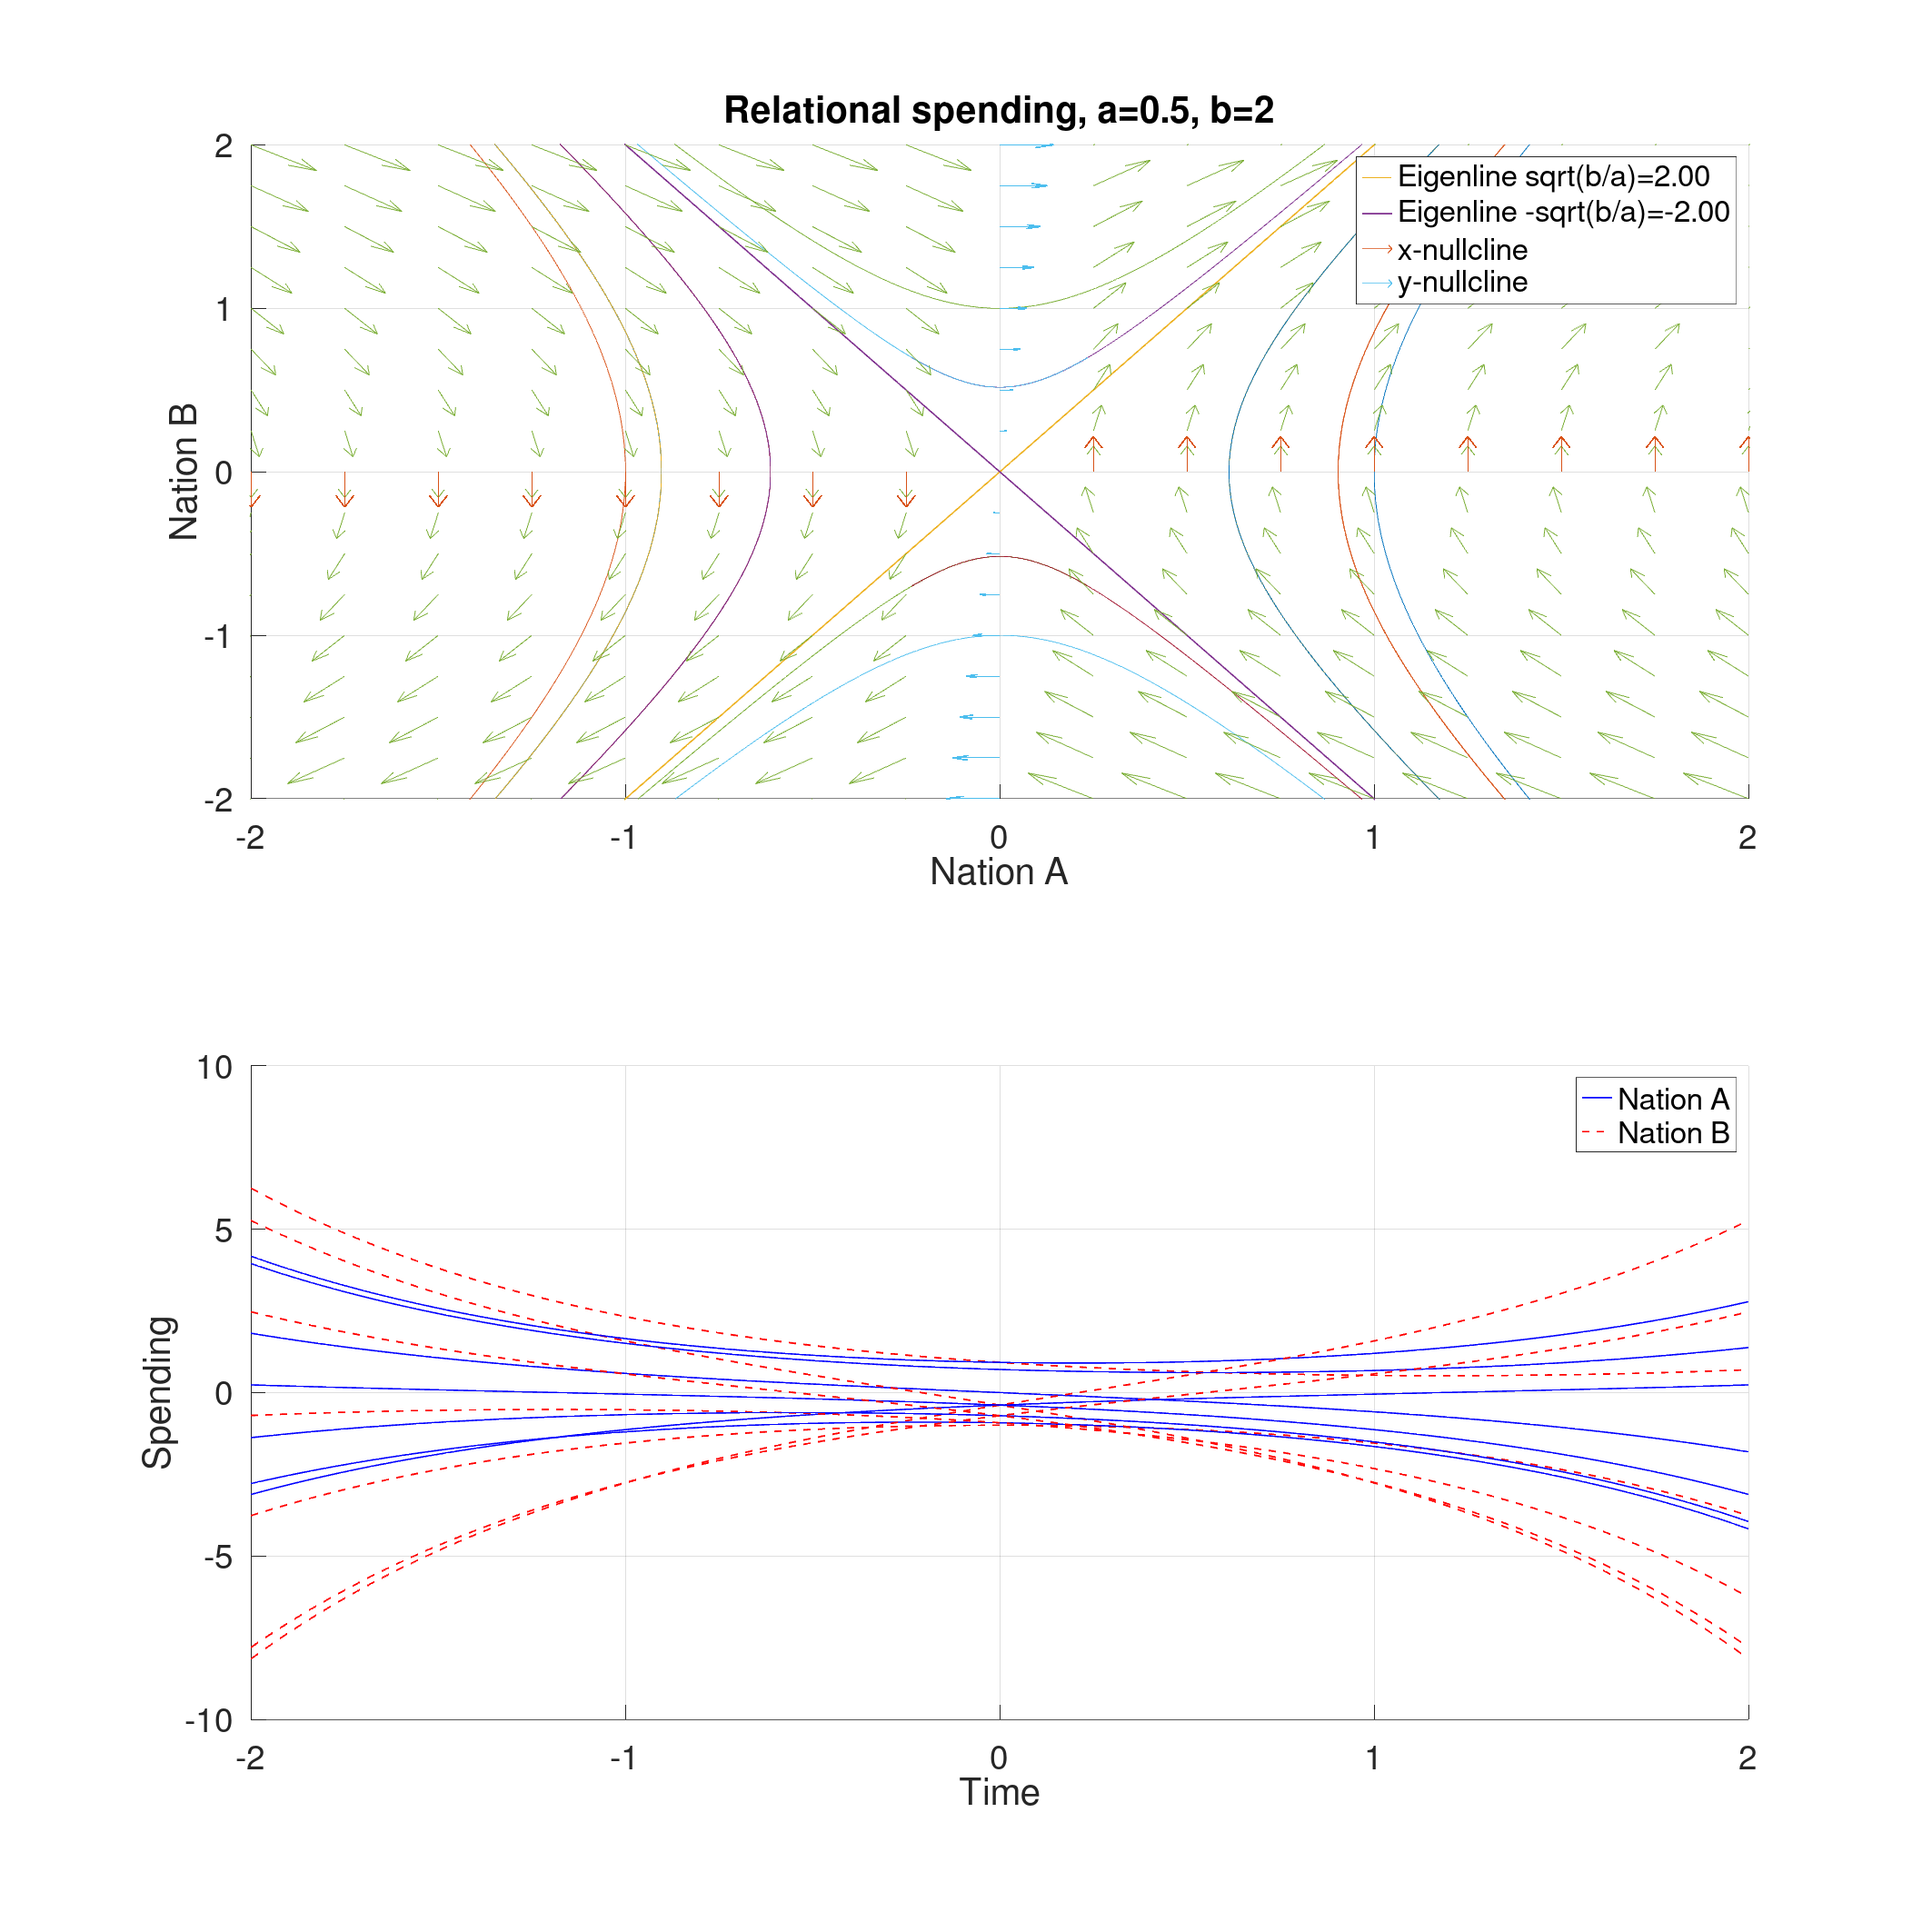 Relational spending, a=0.5, b=2
Eigenline sqrt(b/a)=2.00
Eigenline -sqrt(b/a)=-2.00
x-nullcline
y-nullcline
2
1
0
-1
-2
Nation B
-2 -1 0 1 2
Nation A
Nation A
Nation B
10
5
0
-5
-10
Spending
-2 -1 0 1 2
Time